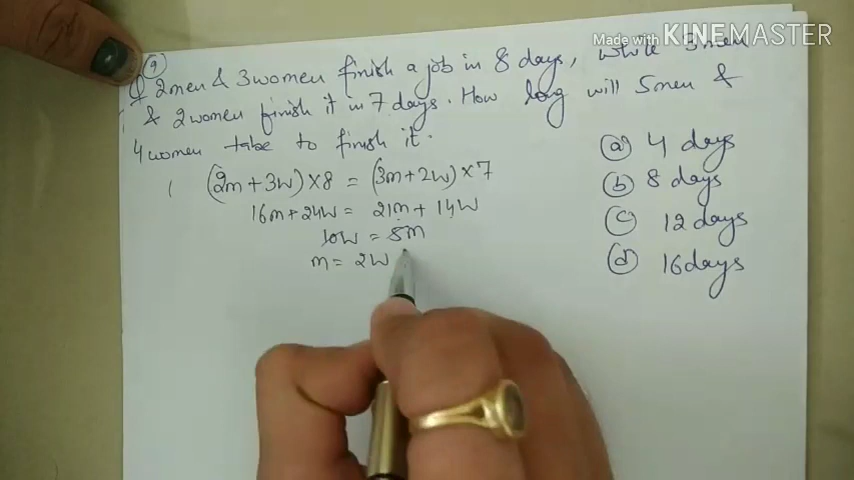 Made with KINEMASTER
Q
If 2men & 3women finish a job in 8 days, while 3men
& 2women finish it in 7 days. How long will 5men &
4women take to finish it.
(2m+3w)×8 = (3m+2w)×7
16m+24w = 21m+14w
10w = 5m
m = 2w
(a) 4 days
(b) 8 days
(c) 12 days
(d) 16days